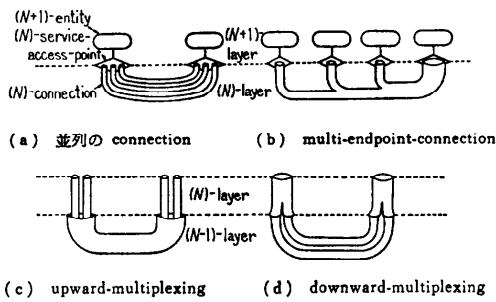 (N+1)-entity
(N)-service-
access-point
(N)-connection
(N+1)-
layer
(N)-layer
(a) 並列の connection
(b) multi-endpoint-connection
(N)-layer
(N-1)-layer
(c) upward-multiplexing
(d) downward-multiplexing